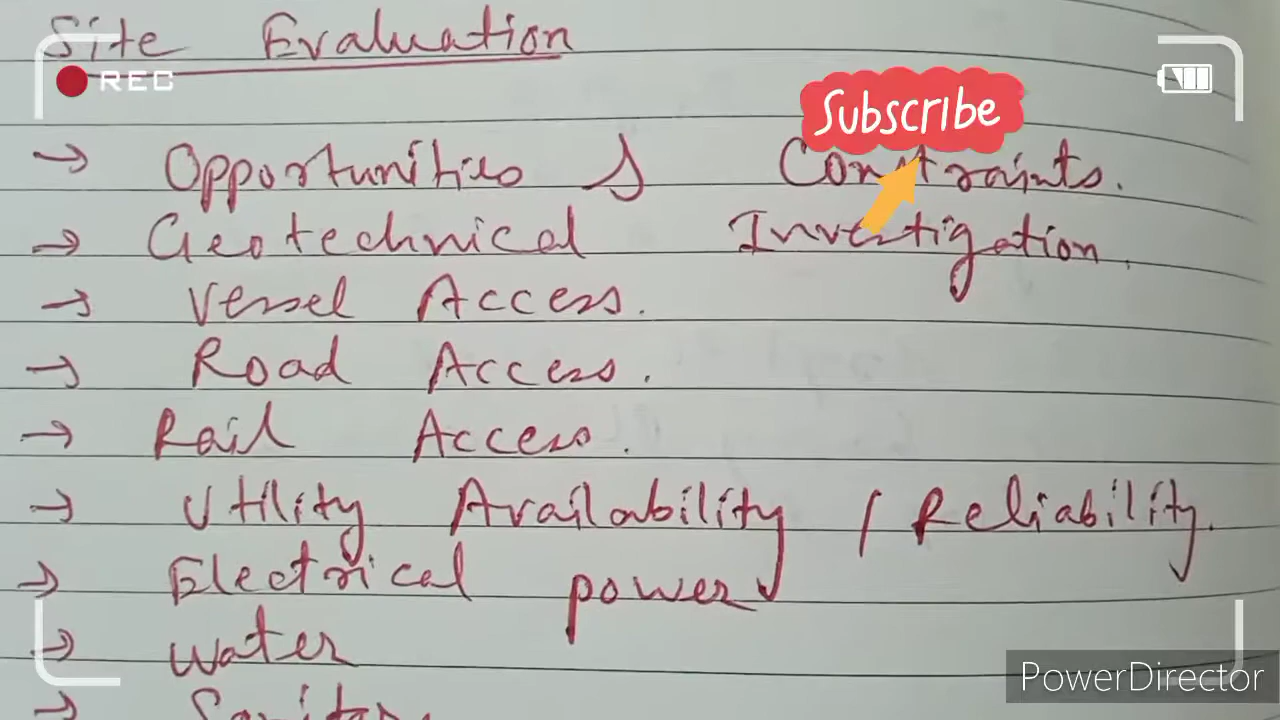 Site Evaluation
REC
Subscribe
→ Opportunities & Constraints.
→ Geotechnical Investigation.
→ Vessel Access.
→ Road Access.
→ Rail Access.
→ Utility Availability / Reliability.
→ Electrical power
→ Water
PowerDirector